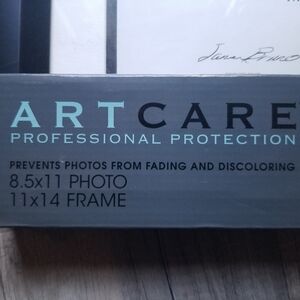 ARTCARE
PROFESSIONAL PROTECTION
PREVENTS PHOTOS FROM FADING AND DISCOLORING
8.5x11 PHOTO
11x14 FRAME